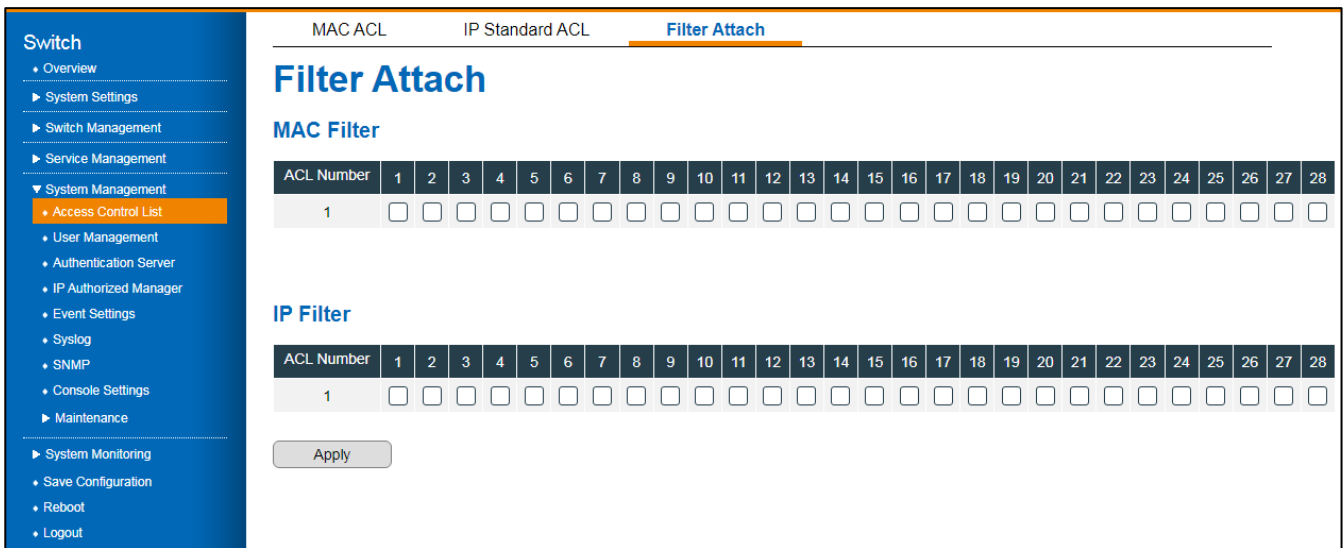 Switch
Overview
System Settings
Switch Management
Service Management
System Management
Access Control List
User Management
Authentication Server
IP Authorized Manager
Event Settings
Syslog
SNMP
Console Settings
Maintenance
System Monitoring
Save Configuration
Reboot
Logout
MAC ACL IP Standard ACL Filter Attach
Filter Attach
MAC Filter
ACL Number 1 2 3 4 5 6 7 8 9 10 11 12 13 14 15 16 17 18 19 20 21 22 23 24 25 26 27 28
1
IP Filter
ACL Number 1 2 3 4 5 6 7 8 9 10 11 12 13 14 15 16 17 18 19 20 21 22 23 24 25 26 27 28
1
Apply